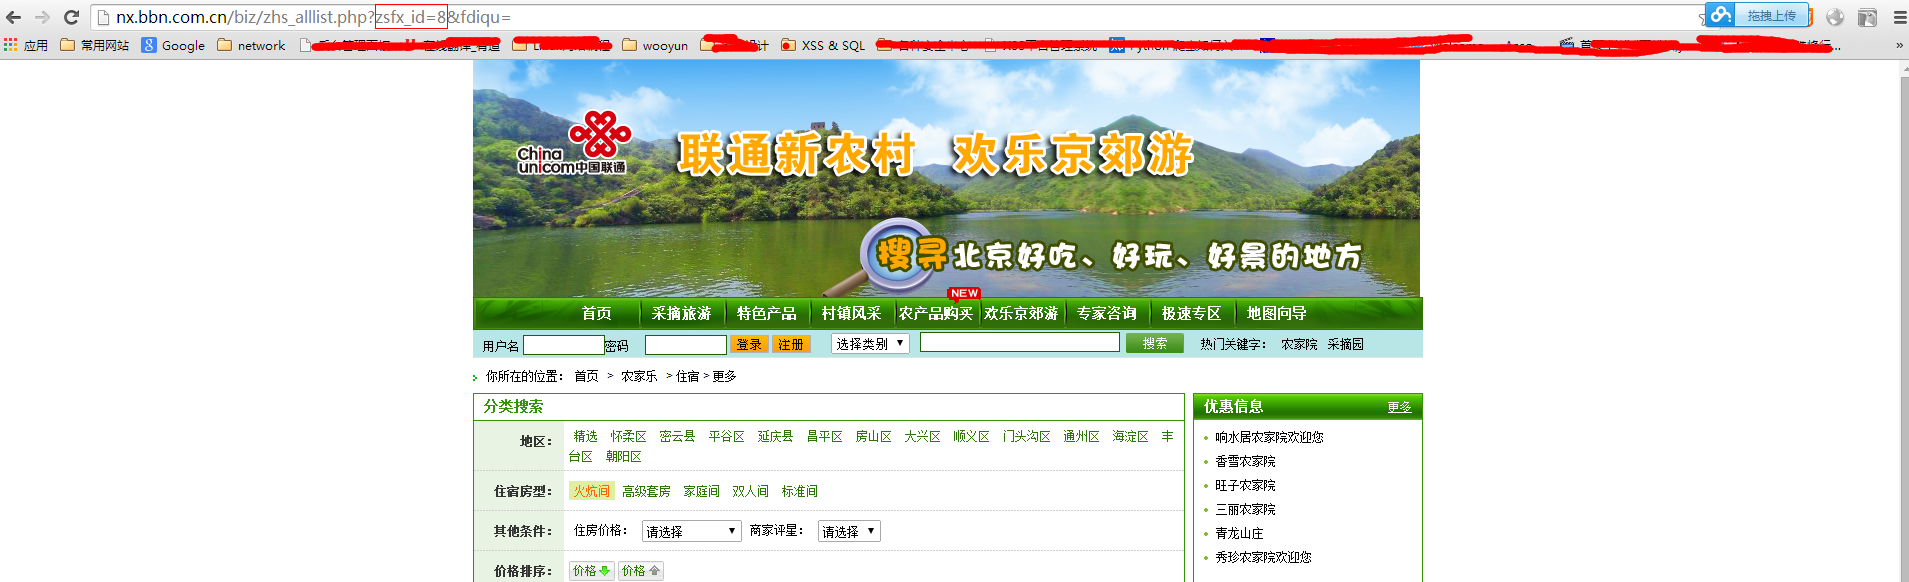 nx.bbn.com.cn/biz/zhs_alllist.php?zsfx_id=8&fdiqu=
拖拽上传
应用 常用网站 Google network wooyun XSS & SQL
China unicom中国联通
联通新农村 欢乐京郊游
搜寻北京好吃、好玩、好景的地方
NEW
首页 采摘旅游 特色产品 村镇风采 农产品购买 欢乐京郊游 专家咨询 极速专区 地图向导
用户名 密码 登录 注册 选择类别 搜索 热门关键字： 农家院 采摘园
你所在的位置： 首页 > 农家乐 > 住宿 > 更多
分类搜索
地区： 精选 怀柔区 密云县 平谷区 延庆县 昌平区 房山区 大兴区 顺义区 门头沟区 通州区 海淀区 丰
台区 朝阳区
住宿房型： 火炕间 高级套房 家庭间 双人间 标准间
其他条件： 住房价格： 请选择 商家评星： 请选择
价格排序： 价格 价格
优惠信息 更多
响水居农家院欢迎您
香雪农家院
旺子农家院
三丽农家院
青龙山庄
秀珍农家院欢迎您